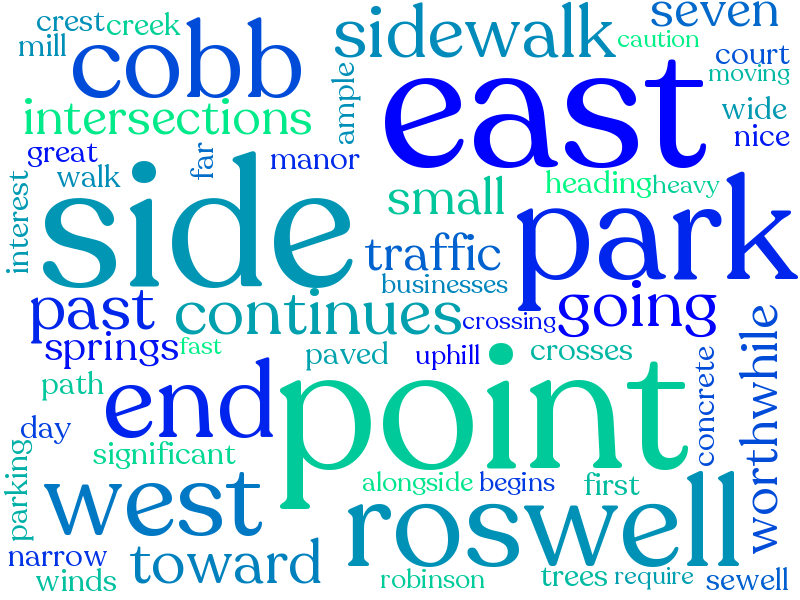 crest
creek
mill
cobb
sidewalk
seven
caution
court
moving
east
ample
intersections
wide
nice
great
far
manor
walk
interest
side
heading
heavy
small
park
traffic
businesses
past
continues
crossing
going
springs
fast
paved
uphill
crosses
path
end
point
concrete
worthwhile
day
significant
parking
west
alongside
begins
first
roswell
narrow
winds
toward
robinson
trees
require
sewell